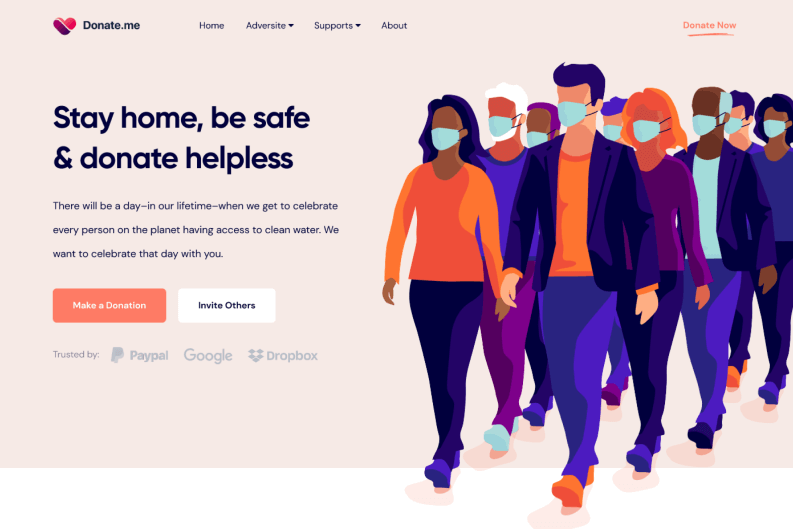 Donate.me
Home
Adversite
Supports
About
Donate Now
Stay home, be safe
& donate helpless
There will be a day–in our lifetime–when we get to celebrate
every person on the planet having access to clean water. We
want to celebrate that day with you.
Make a Donation
Invite Others
Trusted by:
Paypal
Google
Dropbox